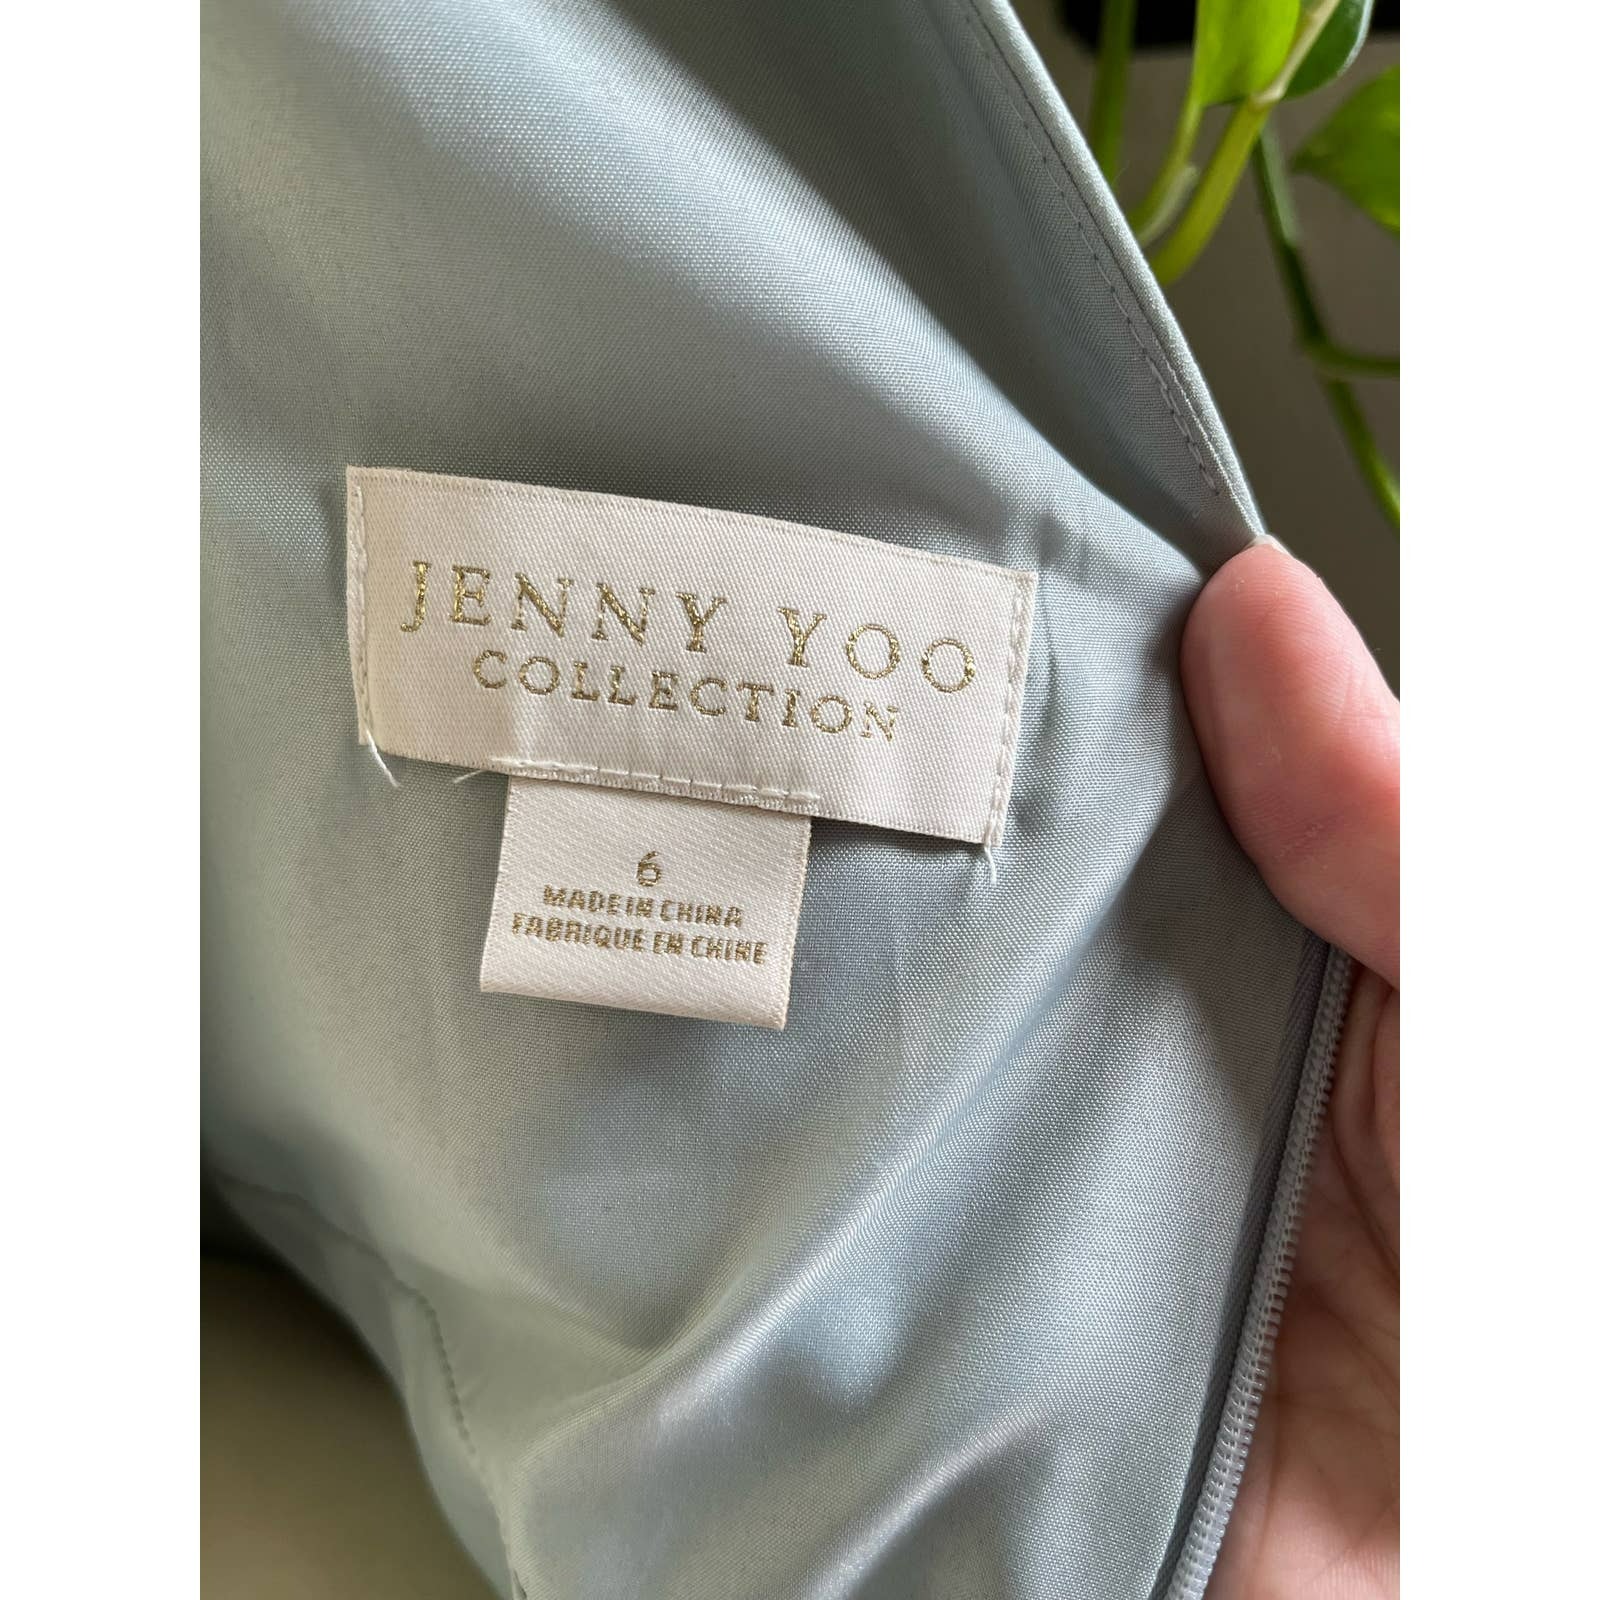 JENNY YOO
COLLECTION
6
MADE IN CHINA
FABRIQUE EN CHINE